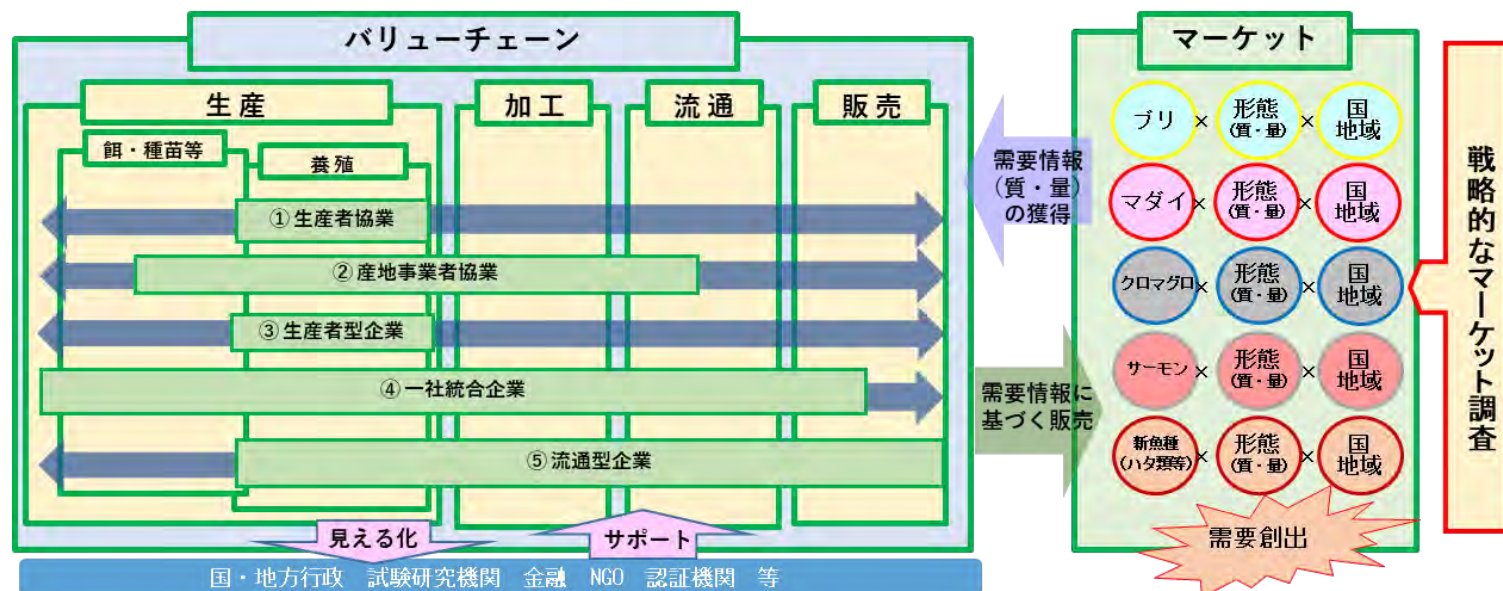 バリューチェーン
生産
加工
流通
販売
餌・種苗等
養殖
①生産者協業
②産地事業者協業
③生産者型企業
④一社統合企業
⑤流通型企業
見える化
サポート
国・地方行政 試験研究機関 金融 NGO 認証機関 等
需要情報
(質・量)
の獲得
需要情報に
基づく販売
マーケット
ブリ × 形態 (質・量) × 国 地域
マダイ × 形態 (質・量) × 国 地域
クロマグロ × 形態 (質・量) × 国 地域
サーモン × 形態 (質・量) × 国 地域
新魚種 (ハタ類等) × 形態 (質・量) × 国 地域
需要創出
戦略的なマーケット調査